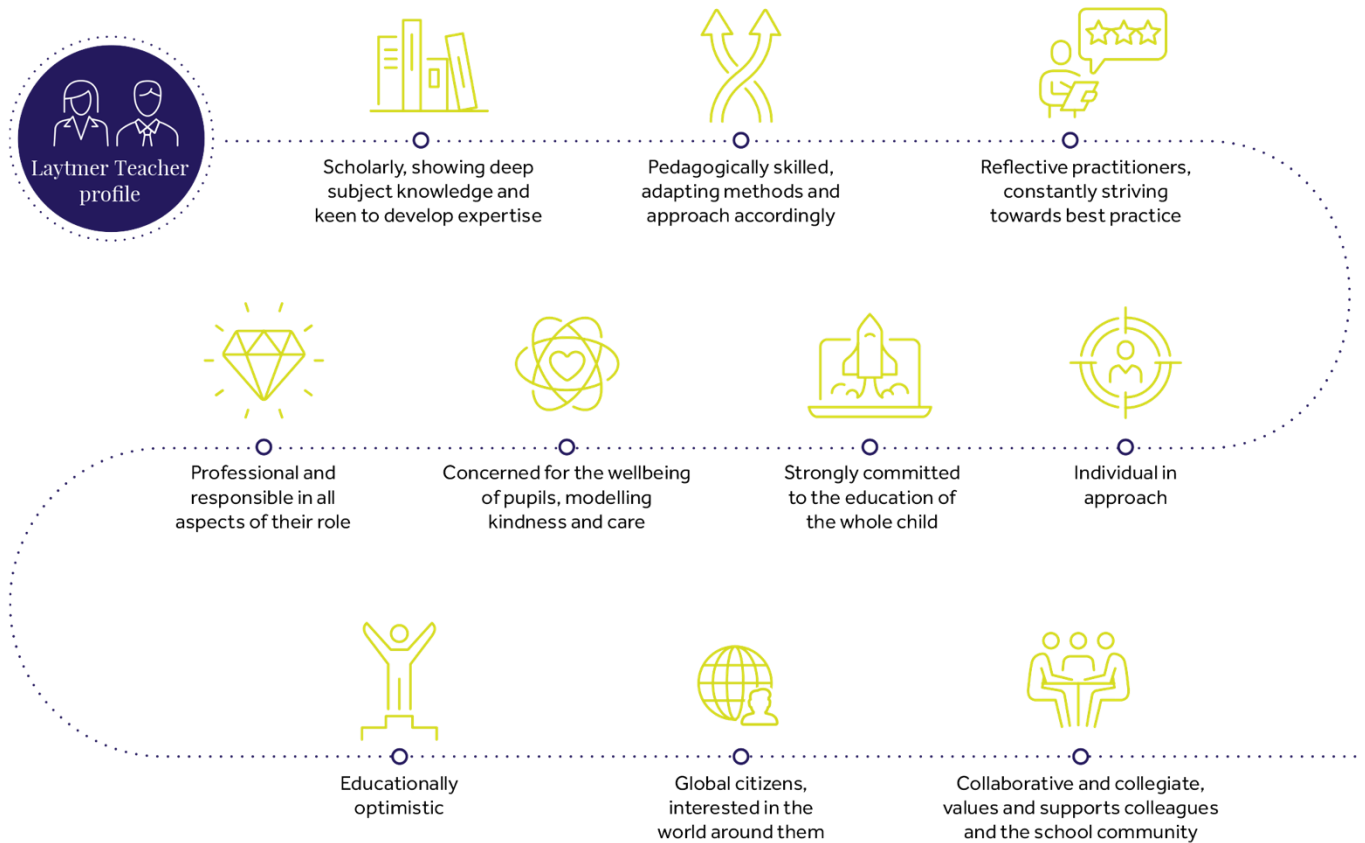 Laytmer Teacher
profile
Scholarly, showing deep
subject knowledge and
keen to develop expertise
Pedagogically skilled,
adapting methods and
approach accordingly
Reflective practitioners,
constantly striving
towards best practice
Individual in
approach
Strongly committed
to the education of
the whole child
Concerned for the wellbeing
of pupils, modelling
kindness and care
Professional and
responsible in all
aspects of their role
Educationally
optimistic
Global citizens,
interested in the
world around them
Collaborative and collegiate,
values and supports colleagues
and the school community